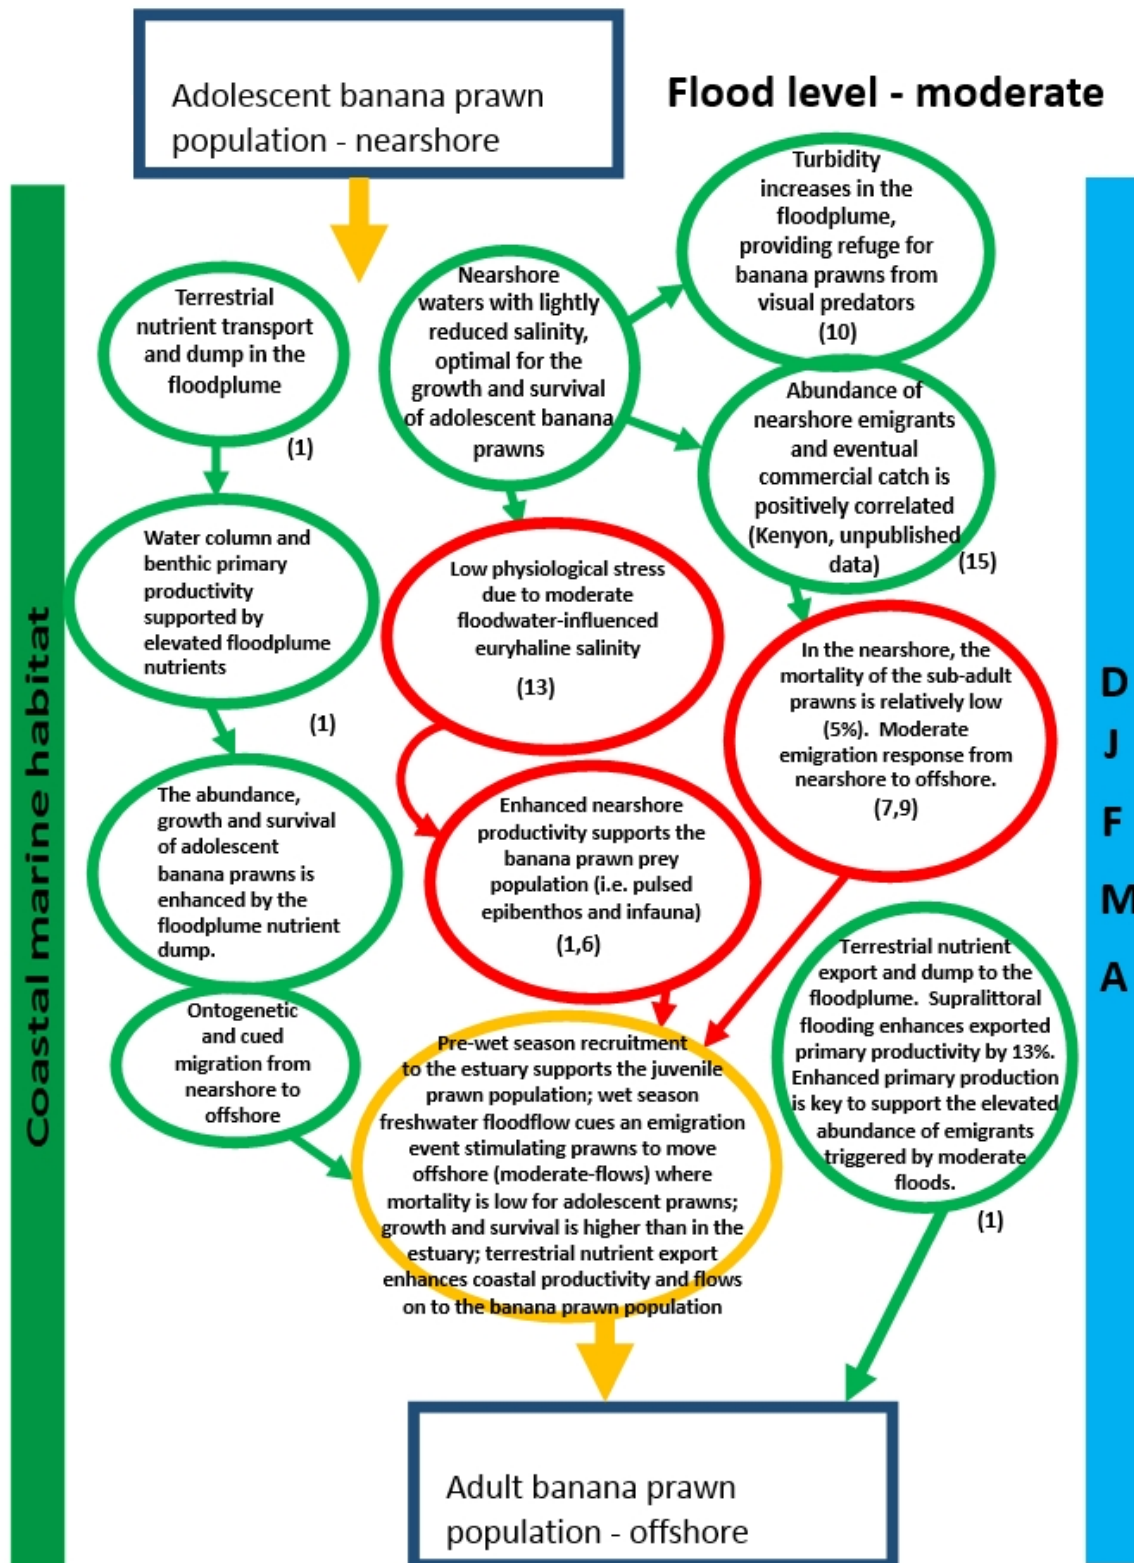 Adolescent banana prawn
population - nearshore
Flood level - moderate
Coastal marine habitat
Terrestrial
nutrient transport
and dump in the
floodplume
(1)
Water column and
benthic primary
productivity
supported by
elevated floodplume
nutrients
(1)
The abundance,
growth and survival
of adolescent
banana prawns is
enhanced by the
floodplume nutrient
dump.
Ontogenetic
and cued
migration from
nearshore to
offshore
Nearshore
waters with lightly
reduced salinity,
optimal for the
growth and survival
of adolescent banana
prawns
Low physiological stress
due to moderate
floodwater-influenced
euryhaline salinity
(13)
Enhanced nearshore
productivity supports the
banana prawn prey
population (i.e. pulsed
epibenthos and infauna)
(1,6)
Turbidity
increases in the
floodplume,
providing refuge for
banana prawns from
visual predators
(10)
Abundance of
nearshore emigrants
and eventual
commercial catch is
positively correlated
(Kenyon, unpublished
data)
(15)
In the nearshore, the
mortality of the sub-adult
prawns is relatively low
(5%). Moderate
emigration response from
nearshore to offshore.
(7,9)
Terrestrial nutrient
export and dump to the
floodplume. Supralittoral
flooding enhances exported
primary productivity by 13%.
Enhanced primary production
is key to support the elevated
abundance of emigrants
triggered by moderate
floods.
(1)
Pre-wet season recruitment
to the estuary supports the juvenile
prawn population; wet season
freshwater floodflow cues an emigration
event stimulating prawns to move
offshore (moderate-flows) where
mortality is low for adolescent prawns;
growth and survival is higher than in the
estuary; terrestrial nutrient export
enhances coastal productivity and flows
on to the banana prawn population
D
J
F
M
A
Adult banana prawn
population - offshore